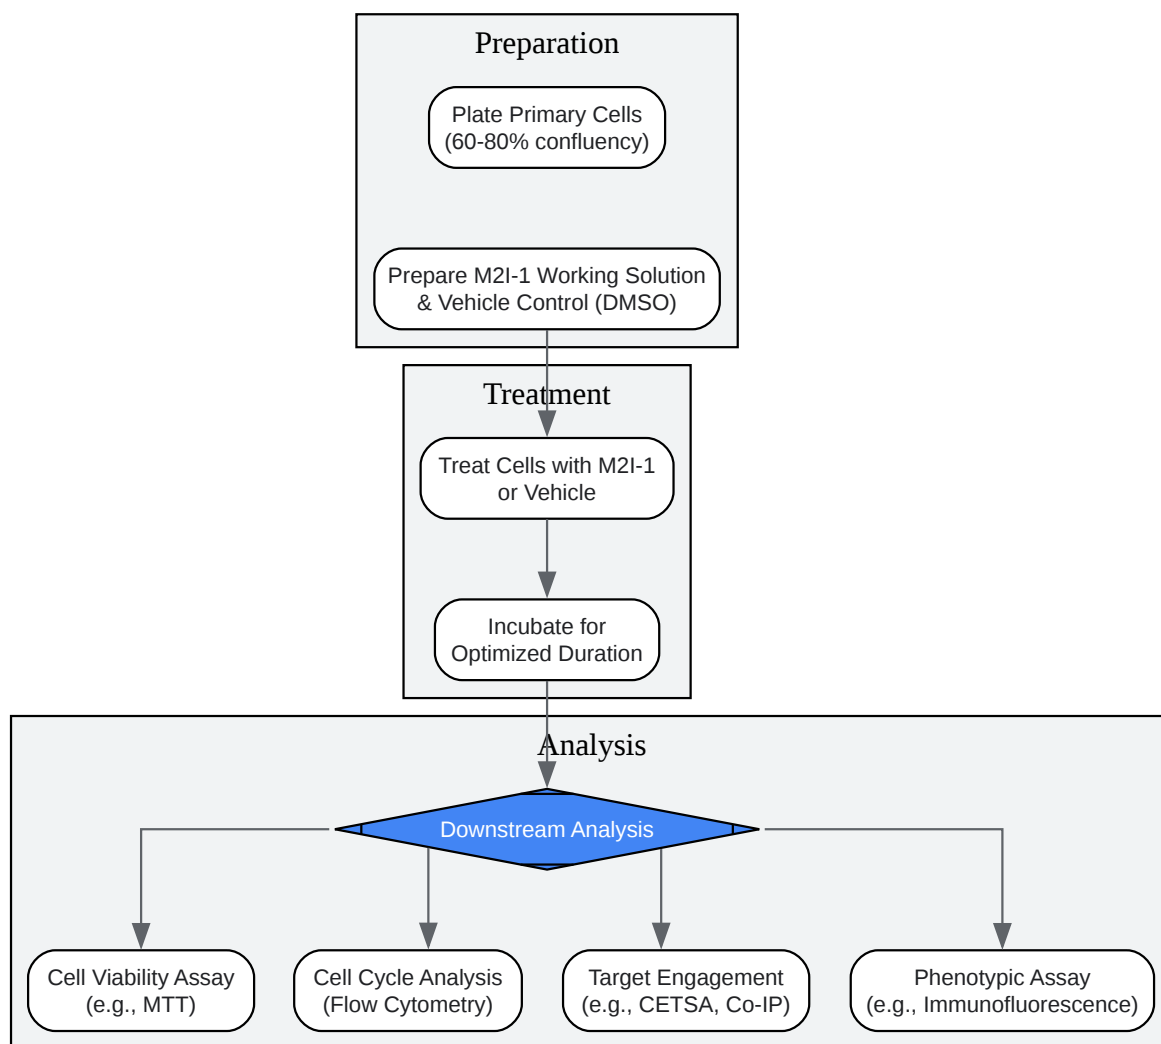 Preparation
Plate Primary Cells
(60-80% confluency)
Prepare M2I-1 Working Solution
& Vehicle Control (DMSO)
Treatment
Treat Cells with M2I-1
or Vehicle
Incubate for
Optimized Duration
Analysis
Downstream Analysis
Cell Viability Assay
(e.g., MTT)
Cell Cycle Analysis
(Flow Cytometry)
Target Engagement
(e.g., CETSA, Co-IP)
Phenotypic Assay
(e.g., Immunofluorescence)